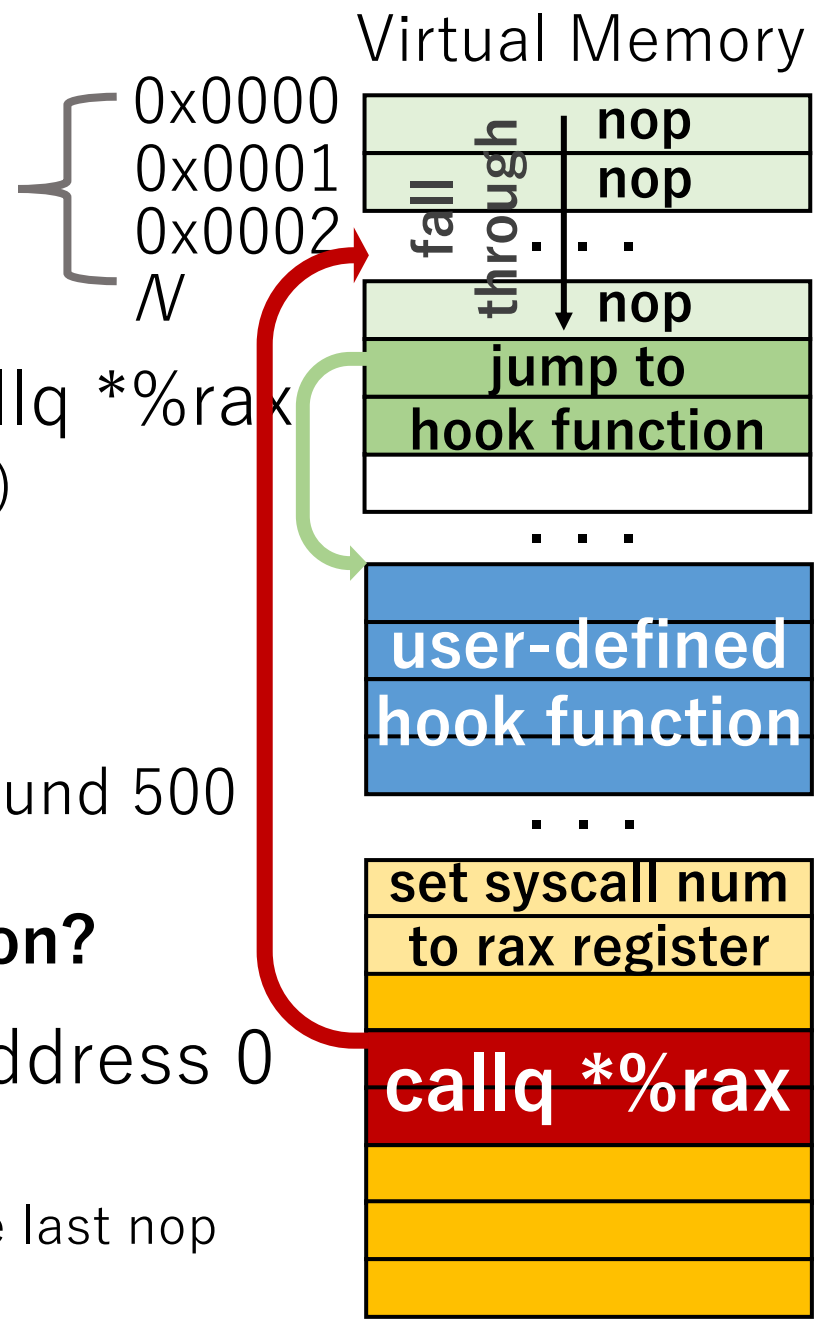 Virtual Memory
0x0000
0x0001
0x0002
N
nop
nop
. . .
fall
through
nop
jump to
hook function
llq *%rax
)
. . .
user-defined
hook function
und 500
. . .
on?
set syscall num
to rax register
ddress 0
callq *%rax
e last nop